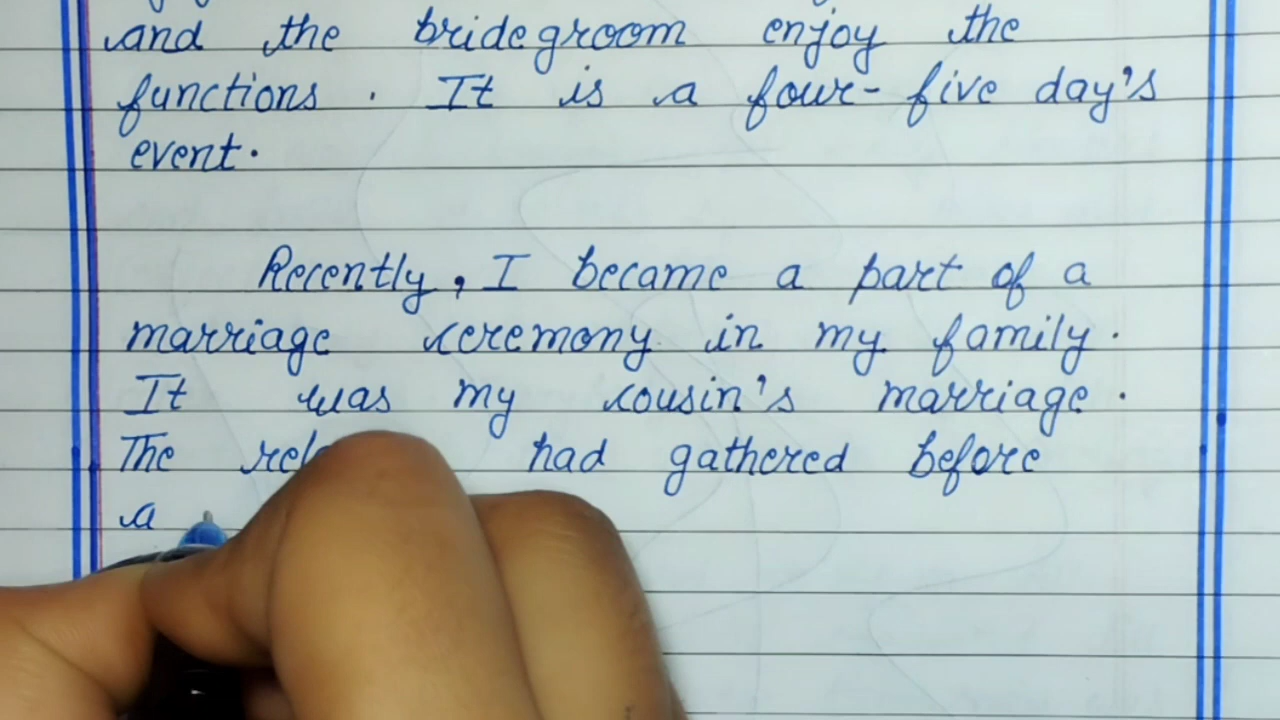 and the bridegroom enjoy the
functions. It is a four-five day's
event.
Recently, I became a part of a
marriage ceremony in my family.
It was my cousin's marriage.
The had gathered before
a